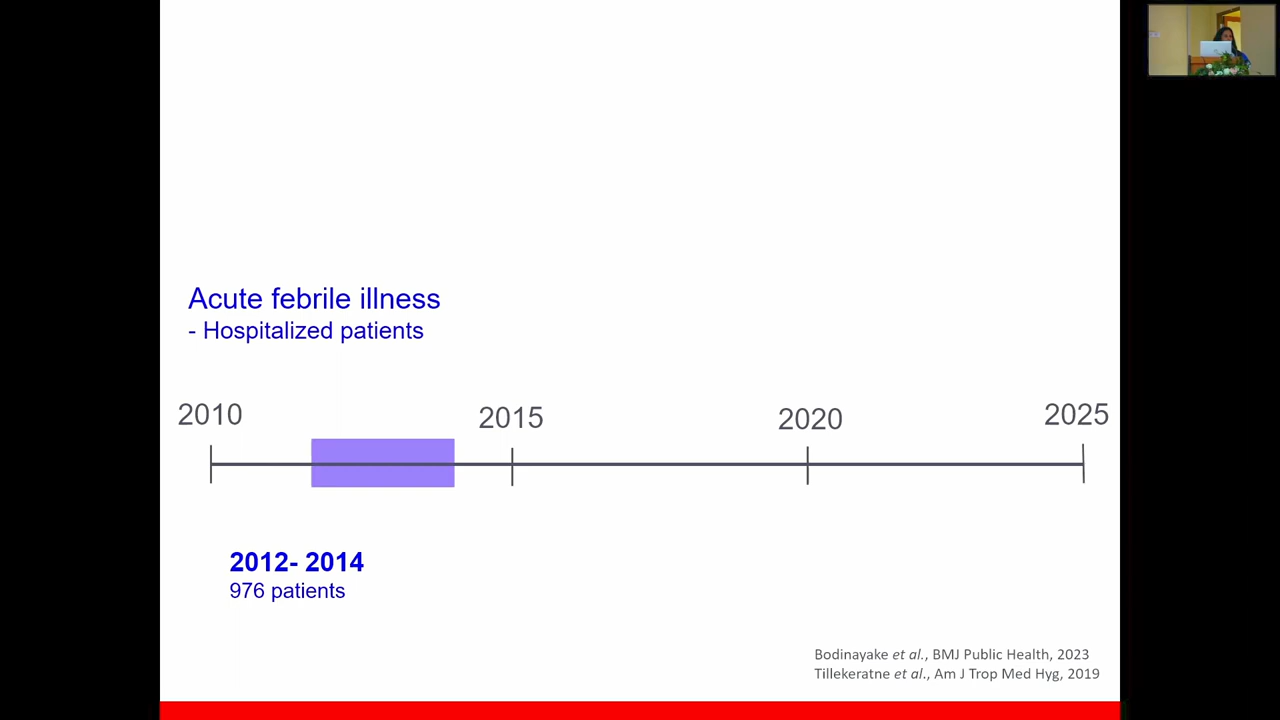 Acute febrile illness
- Hospitalized patients
2010
2015
2020
2025
2012- 2014
976 patients
Bodinayake et al., BMJ Public Health, 2023
Tillekeratne et al., Am J Trop Med Hyg, 2019